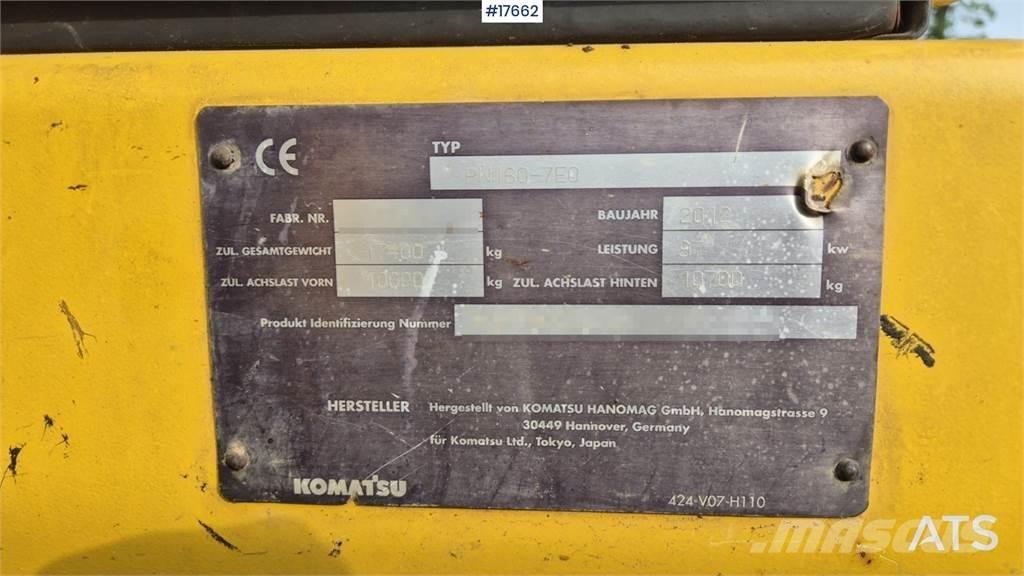 #17662
CE
TYP
PW160-7E0
FABR. NR.
BAUJAHR
ZUL. GESAMTGEWICHT kg
LEISTUNG kw
ZUL. ACHSLAST VORN kg ZUL. ACHSLAST HINTEN 10700 kg
Produkt Identifizierung Nummer
HERSTELLER Hergestellt von KOMATSU HANOMAG GmbH, Hanomagstrasse 9
30449 Hannover, Germany
für Komatsu Ltd., Tokyo, Japan
KOMATSU
424-V07-H110
ATS